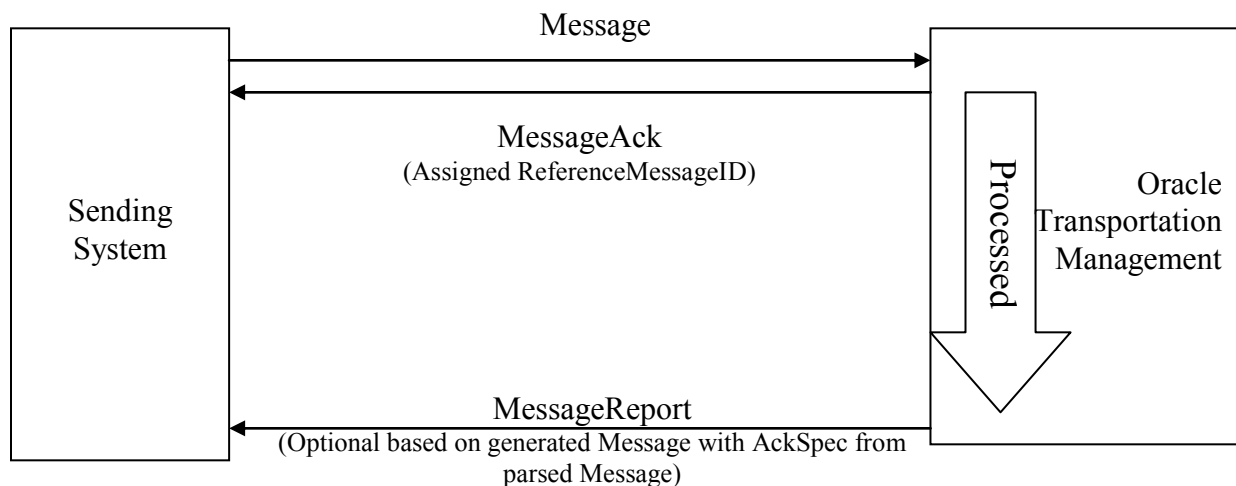 Message
MessageAck
(Assigned ReferenceMessageID)
Sending
System
Processed
Oracle
Transportation
Management
MessageReport
(Optional based on generated Message with AckSpec from
parsed Message)